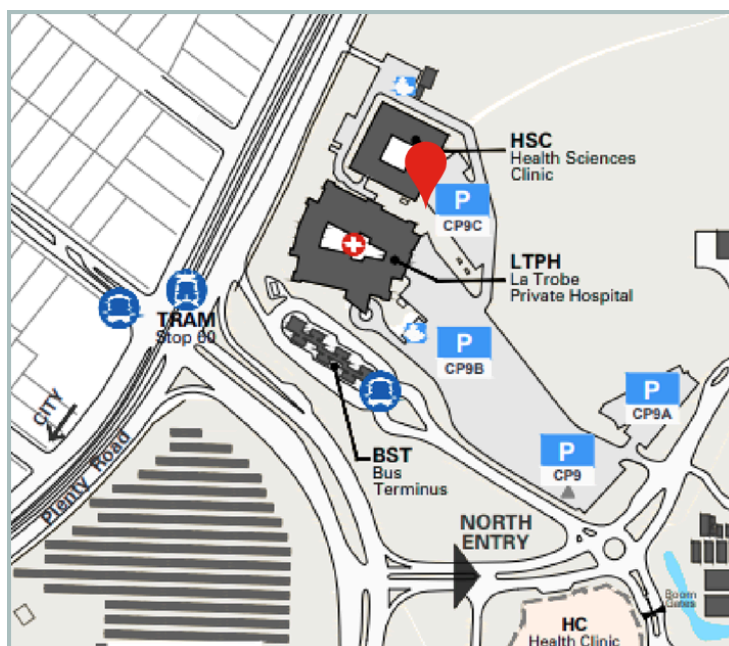 HSC
Health Sciences
Clinic
P
CP9C
LTPH
La Trobe
Private Hospital
TRAM
Stop 60
P
CP9B
P
CP9A
CITY
BST
Bus
Terminus
P
CP9
Plenty Road
NORTH
ENTRY
Boom
Gates
HC
Health Clinic